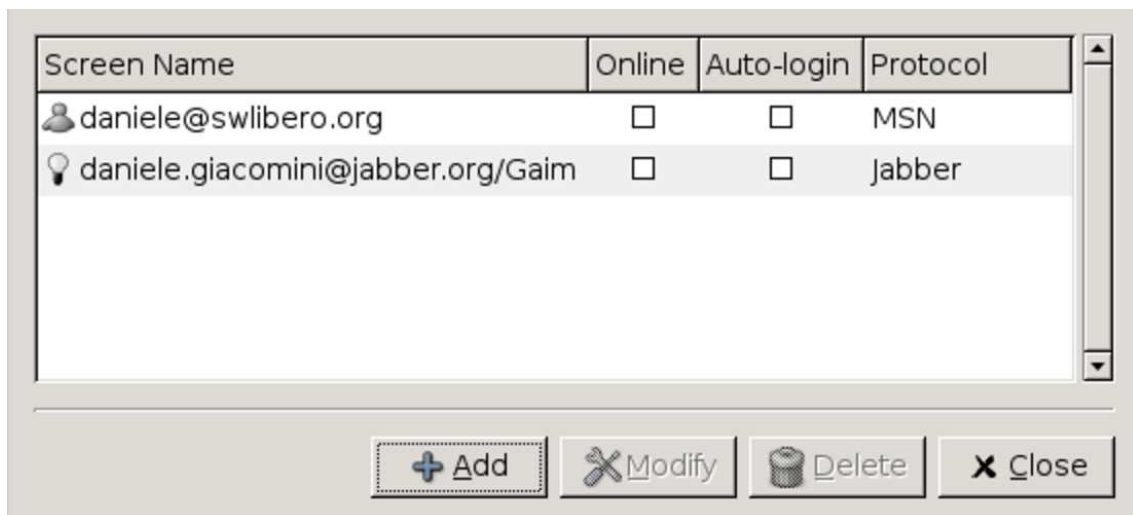 Screen Name Online Auto-login Protocol
daniele@swlibero.org MSN
daniele.giacomini@jabber.org/Gaim Jabber
Add Modify Delete Close